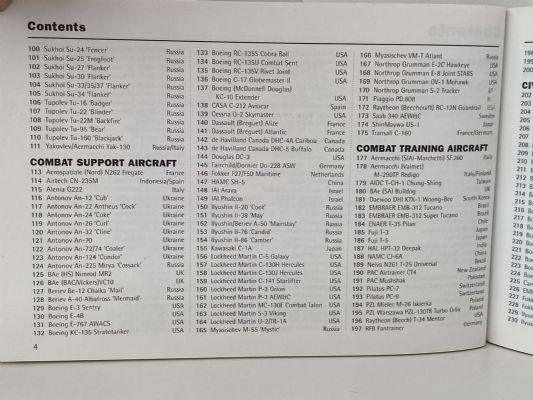 Contents
100 Sukhoi Su-24 'Fencer' Russia
101 Sukhoi Su-25 'Frogfoot' Russia
102 Sukhoi Su-27 'Flanker' Russia
103 Sukhoi Su-30 'Flanker' Russia
104 Sukhoi Su-33/35/37 'Flanker' Russia
105 Sukhoi Su-34 'Flanker' Russia
106 Tupolev Tu-16 'Badger' Russia
107 Tupolev Tu-22 'Blinder' Russia
108 Tupolev Tu-22M 'Backfire' Russia
109 Tupolev Tu-95 'Bear' Russia
110 Tupolev Tu-160 'Blackjack' Russia
111 Yakovlev/Aermacchi Yak-130 Russia/Italy
COMBAT SUPPORT AIRCRAFT
113 Aerospatiale (Nord) N262 Fregate France
114 Airtech CN-235M Indonesia/Spain
115 Alenia G222 Italy
116 Antonov An-12 'Cub' Ukraine
117 Antonov An-22 Antheus 'Cock' Ukraine
118 Antonov An-24 'Coke' Ukraine
119 Antonov An-26 'Curl' Ukraine
120 Antonov An-32 'Cline' Ukraine
121 Antonov An-70 Ukraine
122 Antonov An-72/74 'Coaler' Ukraine
123 Antonov An-124 'Condor' Ukraine
124 Antonov An-225 Mirya 'Cossack' Russia
125 BAe (HS) Nimrod MR2 UK
126 BAe (BAC/Vickers)VC10 UK
127 Beriev Be-12 Chaika 'Mail' Russia
128 Beriev A-40 Albatross 'Mermaid' Russia
129 Boeing E-3 Sentry USA
130 Boeing E-4B USA
131 Boeing E-767 AWACS USA
132 Boeing KC-135 Stratotanker USA
4
133 Boeing RC-135S Cobra Ball USA
134 Boeing RC-135U Combat Sent USA
135 Boeing RC-135V Rivet Joint USA
136 Boeing C-17 Globemaster II USA
137 Boeing (McDonnell Douglas)
KC-10 Extender USA
138 CASA C-212 Aviocar Spain
139 Cessna O-2 Skymaster USA
140 Dassault (Breguet) Alize France
141 Dassault (Breguet) Atlantic France
142 de Havilland Canada DHC-4A Caribou Canada
143 de Havilland Canada DHC-5 Buffalo Canada
144 Douglas DC-3 USA
145 Fairchild/Dornier Do-228 ASW Germany
146 Fokker F27/F50 Maritime Netherlands
147 HAMC SH-5 China
148 IAI Arava Israel
149 IAI Phalcon Israel
150 Ilyushin Il-20 'Coot' Russia
151 Ilyushin Il-38 'May' Russia
152 Ilyushin/Beriev A-50 'Mainstay' Russia
153 Ilyushin Il-76 'Candid' Russia
154 Ilyushin Il-86 'Camber' Russia
155 Kawasaki C-1A Japan
156 Lockheed Martin C-5 Galaxy USA
157 Lockheed Martin C-130H Hercules USA
158 Lockheed Martin C-130J Hercules USA
159 Lockheed Martin C-141 Starlifter USA
160 Lockheed Martin P-3 Orion USA
161 Lockheed Martin P-3 AEW&C USA
162 Lockheed Martin MC-130E Combat Talon USA
163 Lockheed Martin S-3 Viking USA
164 Lockheed Martin U-2/TR-1A USA
165 Myasischev M-55 'Mystic' Russia
166 Myasischev VM-T Atlant Russia
167 Northrop Grumman E-2C Hawkeye USA
168 Northrop Grumman E-8 Joint STARS USA
169 Northrop Grumman OV-1 Mohawk USA
170 Northrop Grumman S-2 Tracker
171 Piaggio PD.808
172 Raytheon (Beechcraft) RC-12N Guardrail USA
173 Saab 340 AEW&C Sweden
174 ShinMaywa US-1 Japan
175 Transall C-160 France/Germany
COMBAT TRAINING AIRCRAFT
177 Aermacchi (SIAI-Marchetti) SF.260 Italy
178 Aermacchi (Valmet)
M-290TP Redigo Italy/Finland
179 AIDC T-CH-1 Chung-Shing Taiwan
180 BAe (SA) Bulldog UK
181 Daewoo DHI KTX-1 Woong-Bee South Korea
182 EMBRAER EMB-312 Tucano Brazil
183 EMBRAER EMB-312 Super Tucano Brazil
184 ENAER T-35 Pilan Chile
185 Fuji T-3 Japan
186 Fuji T-5 Japan
187 HAL HPT-32 Deepak India
188 NAMC CJ-6A China
189 Neiva N261 T-25 Universal Brazil
190 PAC Airtrainer CT4 New Zealand
191 PAC Mushshak Pakistan
192 Pilatus PC-7 Switzerland
193 Pilatus PC-9 Switzerland
194 PZL Mielec M-26 Iskierka Poland
195 PZL Warszawa PZL-130TB Turbo Orlik Poland
196 Raytheon (Beech) T-34 Mentor USA
197 RFB Fantrainer Germany